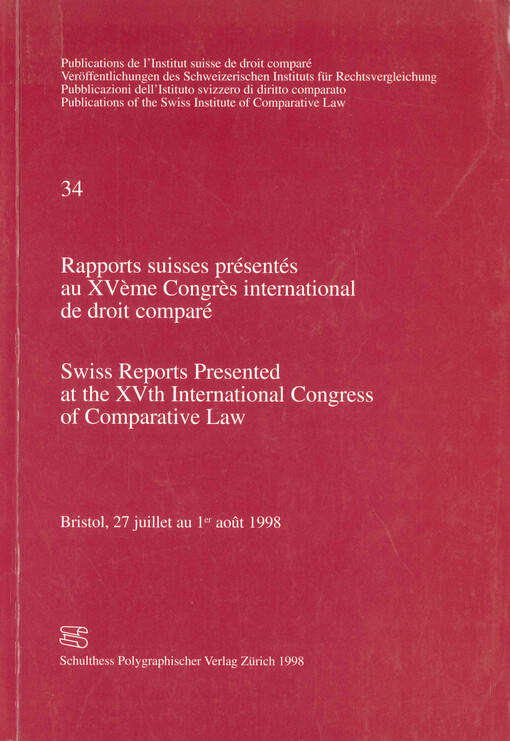 Publications de l'Institut suisse de droit comparé
Veröffentlichungen des Schweizerischen Instituts für Rechtsvergleichung
Pubblicazioni dell'Istituto svizzero di diritto comparato
Publications of the Swiss Institute of Comparative Law
34
Rapports suisses présentés
au XVème Congrès international
de droit comparé
Swiss Reports Presented
at the XVth International Congress
of Comparative Law
Bristol, 27 juillet au 1er août 1998
Schulthess Polygraphischer Verlag Zürich 1998